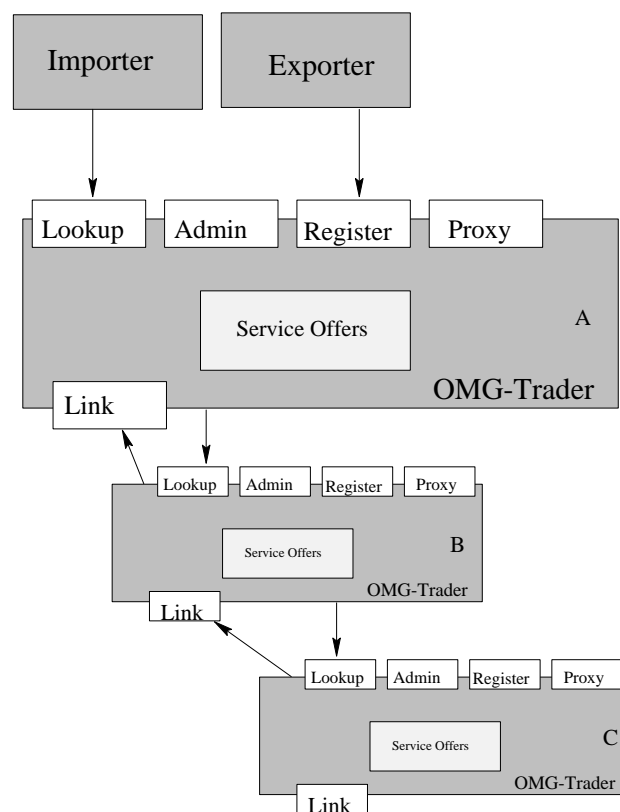 Importer
Exporter
Lookup
Admin
Register
Proxy
Service Offers
A
OMG-Trader
Link
Lookup
Admin
Register
Proxy
Service Offers
B
OMG-Trader
Link
Lookup
Admin
Register
Proxy
Service Offers
C
OMG-Trader
Link